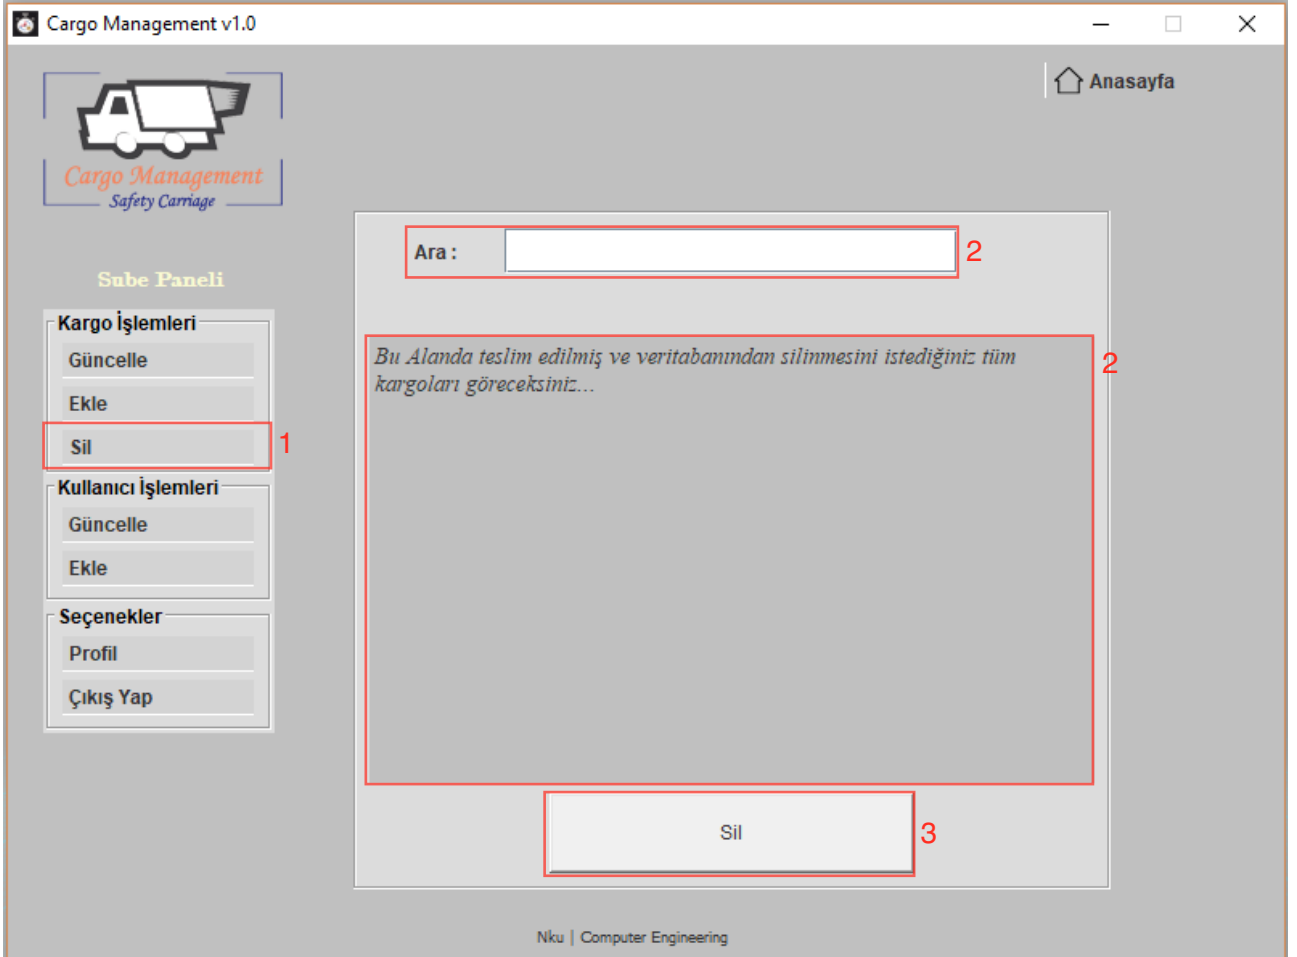 Cargo Management v1.0
Anasayfa
Cargo Management
Safety Carriage
Ara :
2
Sube Paneli
Kargo İşlemleri
Güncelle
Ekle
Sil
1
Kullanıcı İşlemleri
Güncelle
Ekle
Seçenekler
Profil
Çıkış Yap
Bu Alanda teslim edilmiş ve veritabanından silinmesini istediğiniz tüm
kargoları göreceksiniz...
2
Sil
3
Nku | Computer Engineering